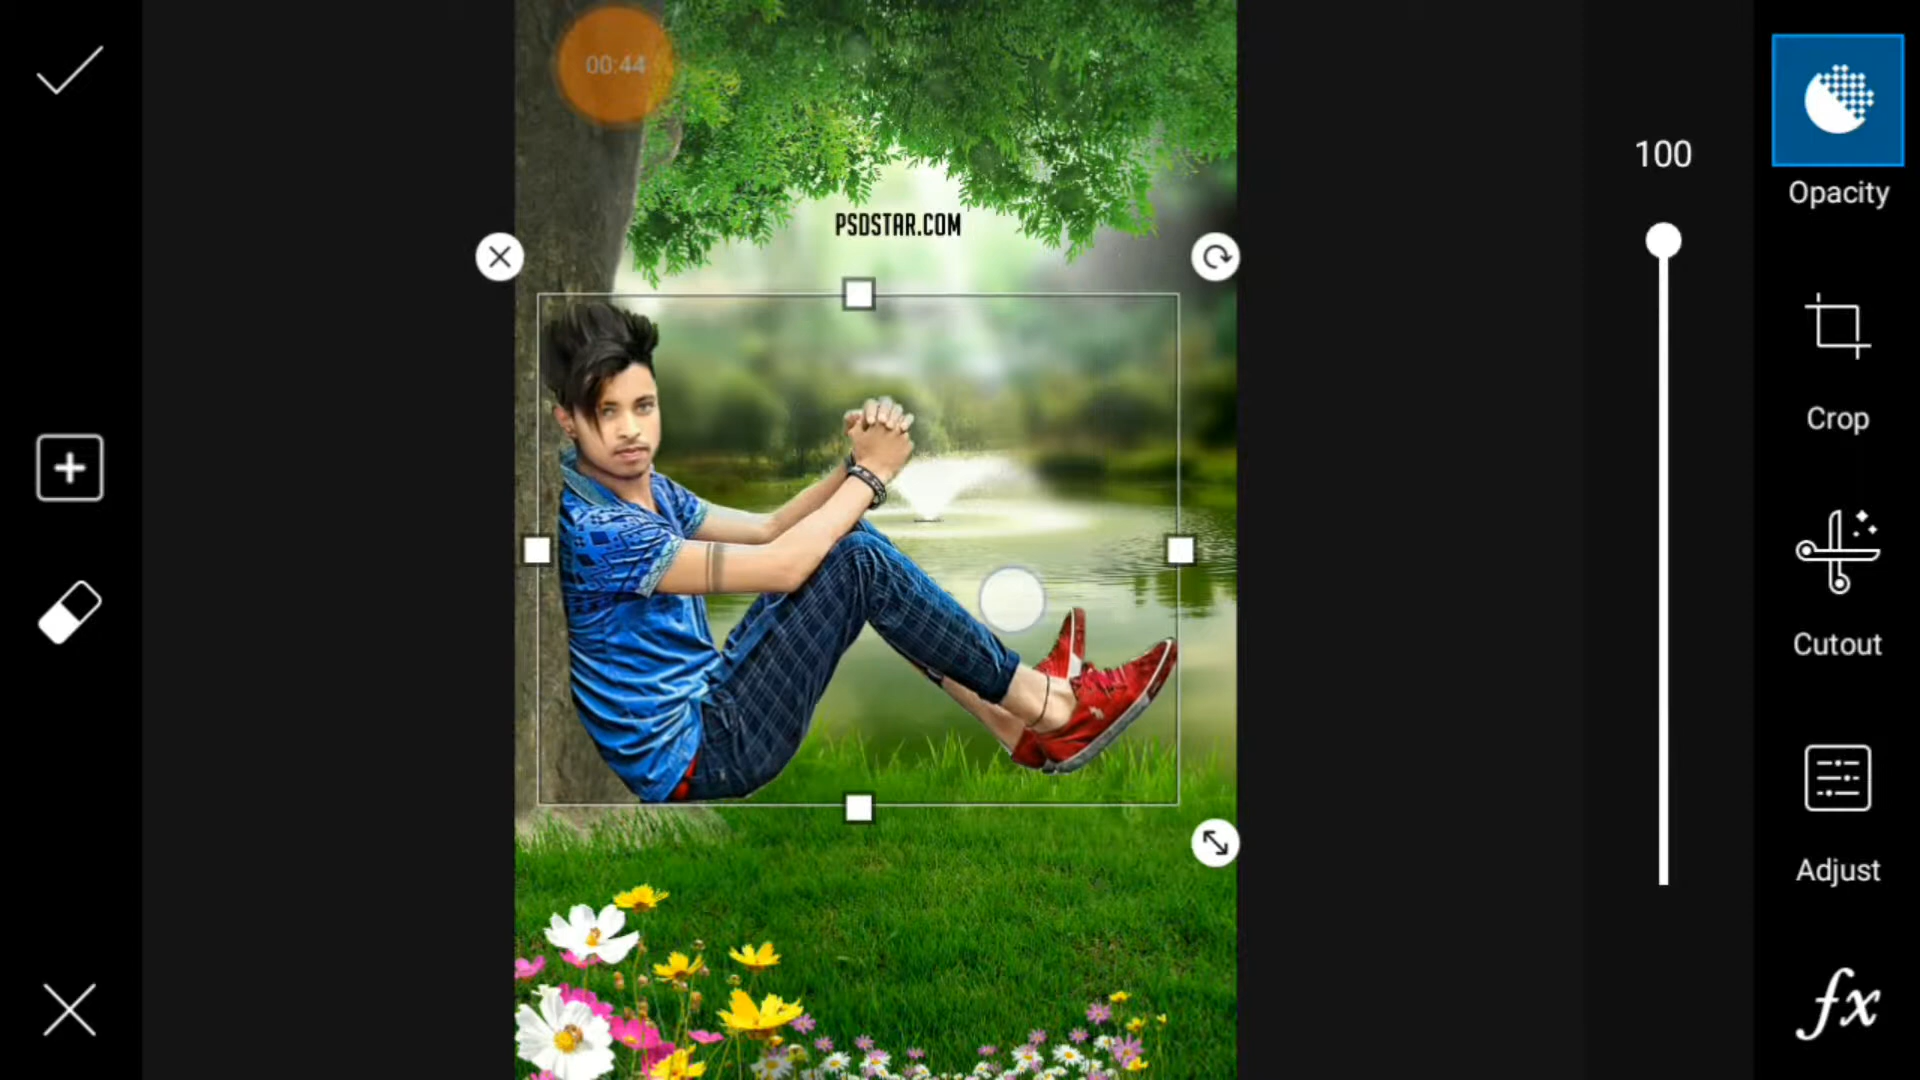 00:44
100
Opacity
PSDSTAR.COM
Crop
Cutout
Adjust
fx